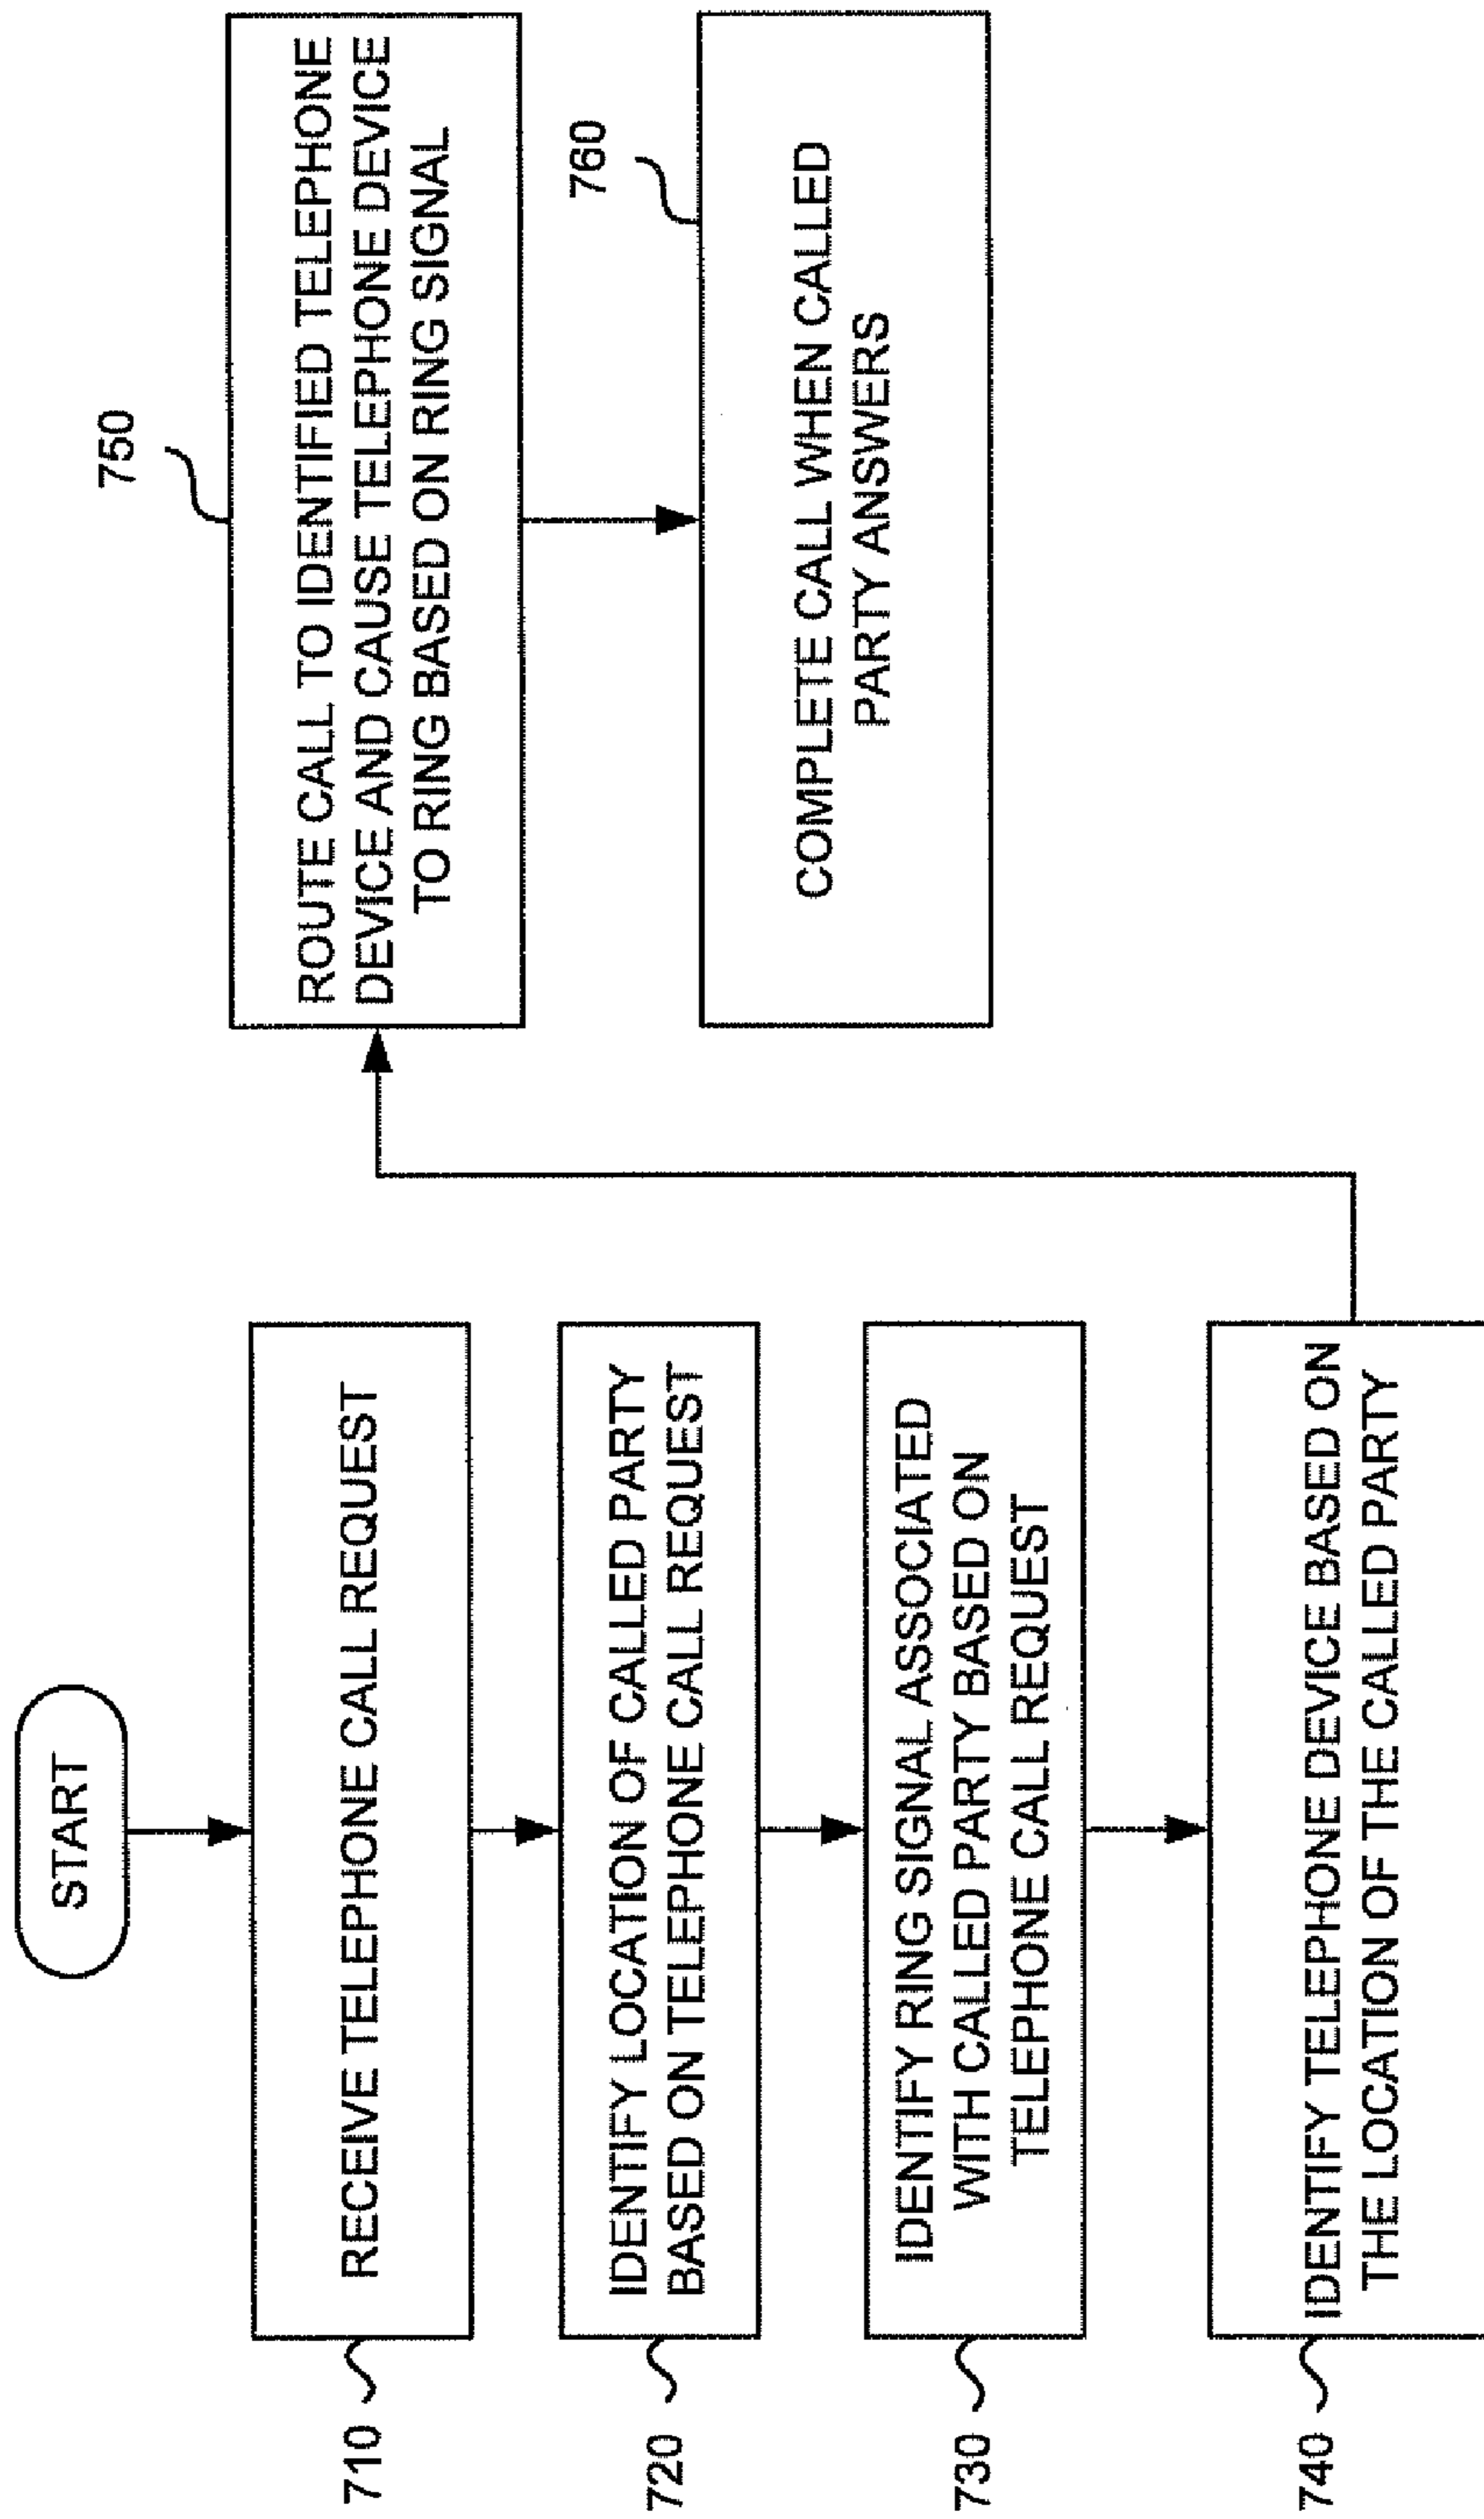 START
710
RECEIVE TELEPHONE CALL REQUEST
720
IDENTIFY LOCATION OF CALLED PARTY
BASED ON TELEPHONE CALL REQUEST
730
IDENTIFY RING SIGNAL ASSOCIATED
WITH CALLED PARTY BASED ON
TELEPHONE CALL REQUEST
740
IDENTIFY TELEPHONE DEVICE BASED ON
THE LOCATION OF THE CALLED PARTY
750
ROUTE CALL TO IDENTIFIED TELEPHONE
DEVICE AND CAUSE TELEPHONE DEVICE
TO RING BASED ON RING SIGNAL
760
COMPLETE CALL WHEN CALLED
PARTY ANSWERS